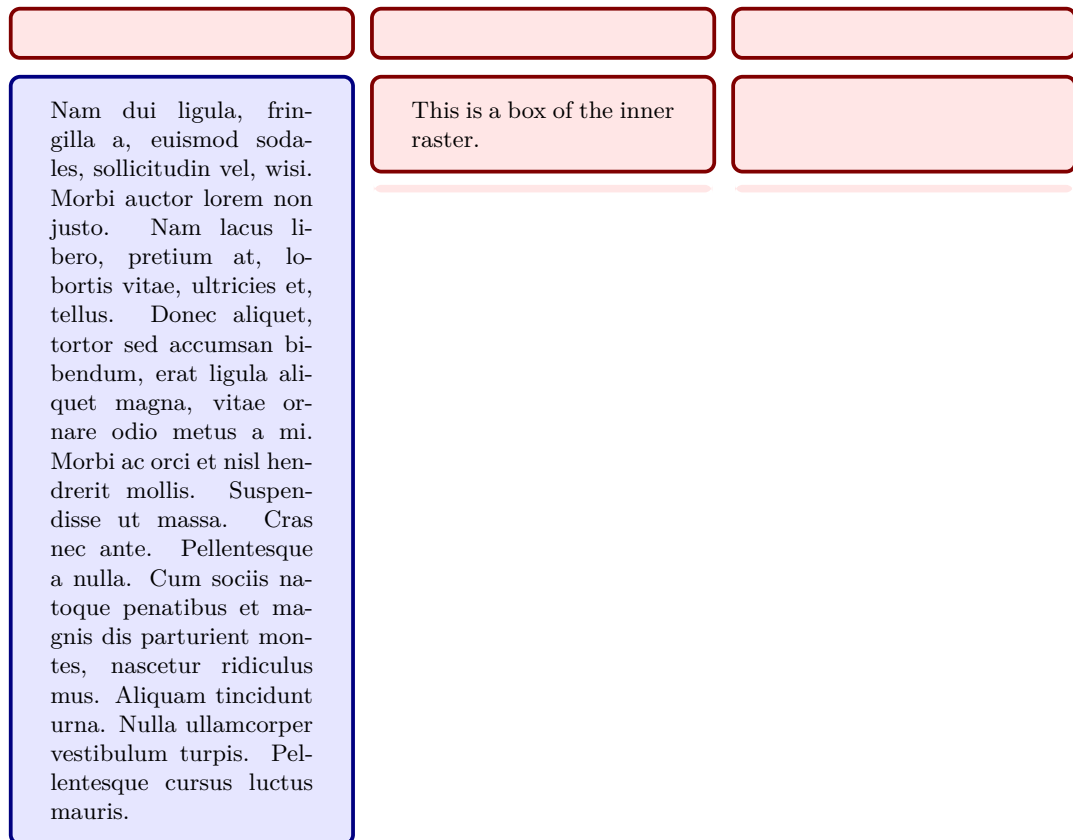 Nam dui ligula, frin-
gilla a, euismod soda-
les, sollicitudin vel, wisi.
Morbi auctor lorem non
justo. Nam lacus li-
bero, pretium at, lo-
bortis vitae, ultricies et,
tellus. Donec aliquet,
tortor sed accumsan bi-
bendum, erat ligula ali-
quet magna, vitae or-
nare odio metus a mi.
Morbi ac orci et nisl hen-
drerit mollis. Suspen-
disse ut massa. Cras
nec ante. Pellentesque
a nulla. Cum sociis na-
toque penatibus et ma-
gnis dis parturient mon-
tes, nascetur ridiculus
mus. Aliquam tincidunt
urna. Nulla ullamcorper
vestibulum turpis. Pel-
lentesque cursus luctus
mauris.
This is a box of the inner
raster.